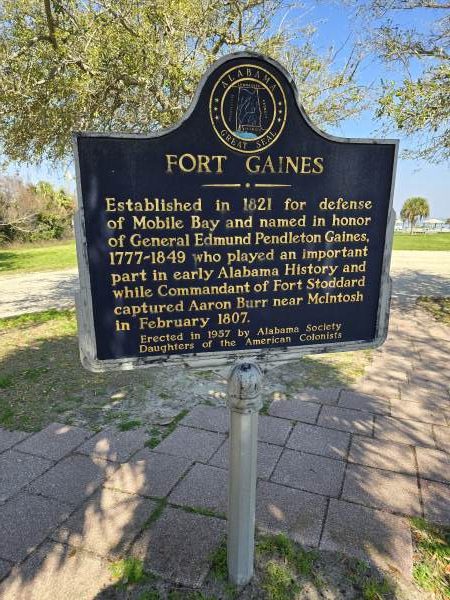 ALABAMA
GREAT SEAL
FORT GAINES
Established in 1821 for defense
of Mobile Bay and named in honor
of General Edmund Pendleton Gaines,
1777-1849 who played an important
part in early Alabama History and
while Commandant of Fort Stoddard
captured Aaron Burr near McIntosh
in February 1807.
Erected in 1957 by Alabama Society
Daughters of the American Colonists